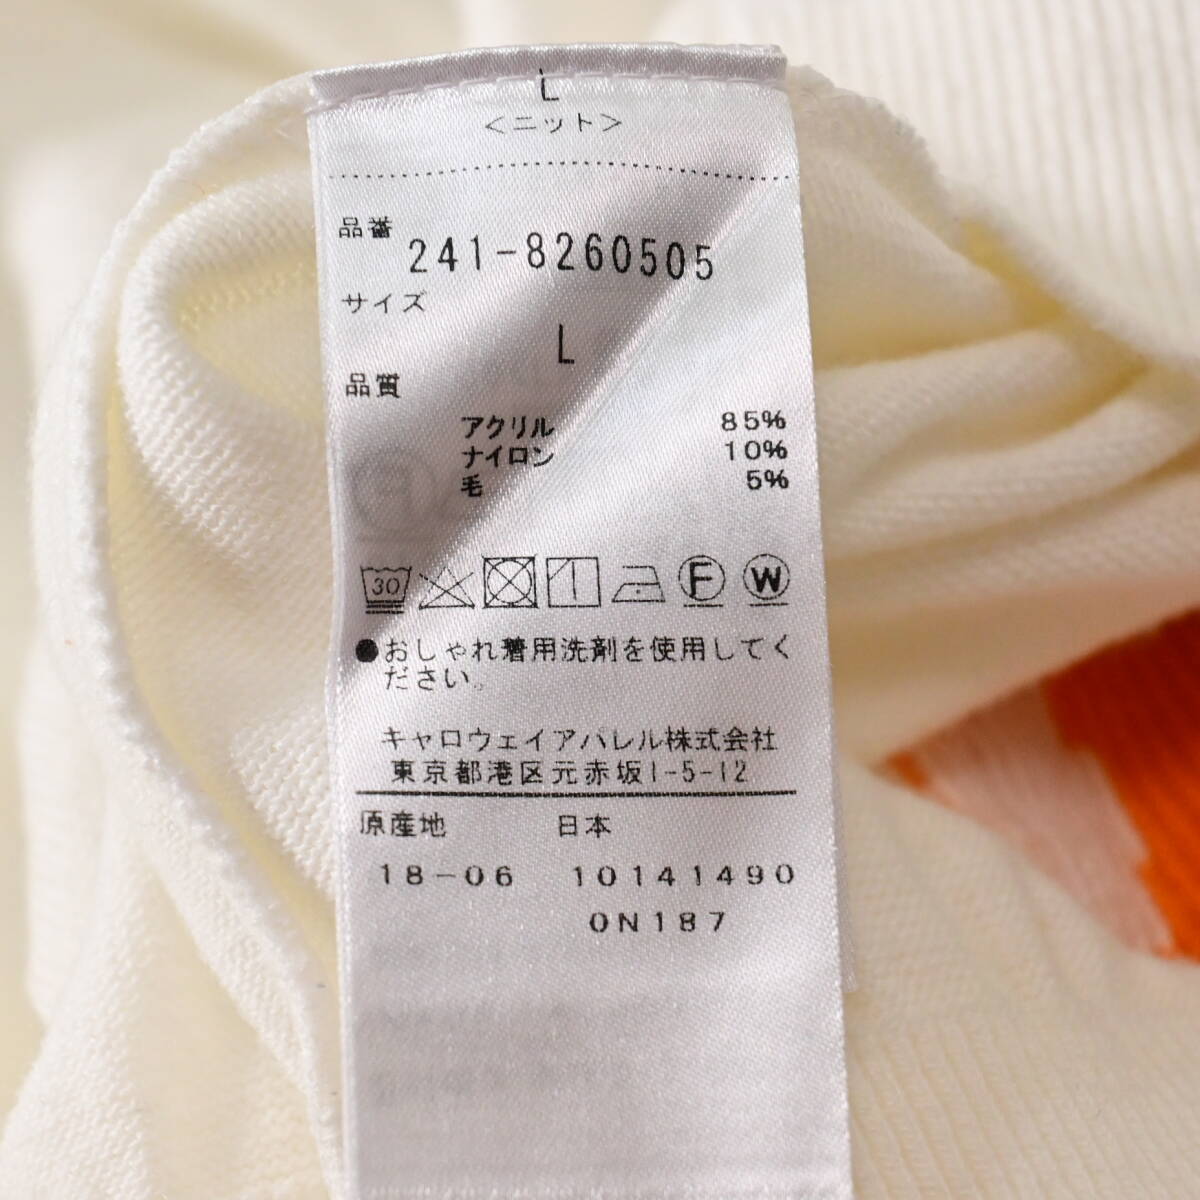 L
＜ニット＞
品番 241-8260505
サイズ
L
品質
アクリル 85%
ナイロン 10%
毛 5%
30 F W
●おしゃれ着用洗剤を使用してく
ださい。
キャロウェイアパレル株式会社
東京都港区元赤坂1-5-12
原産地 日本
18-06 10141490
0N187